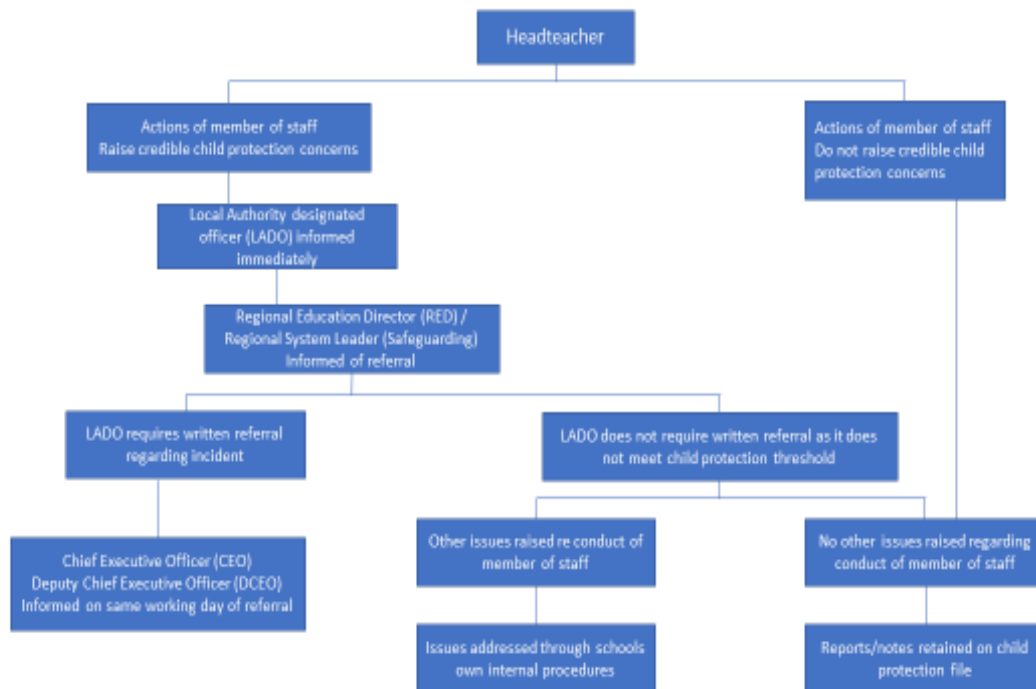 Headteacher
Actions of member of staff
Raise credible child protection concerns
Actions of member of staff
Do not raise credible child
protection concerns
Local Authority designated
officer (LADO) informed
immediately
Regional Education Director (RED) /
Regional System Leader (Safeguarding)
Informed of referral
LADO requires written referral
regarding incident
LADO does not require written referral as it does
not meet child protection threshold
Chief Executive Officer (CEO)
Deputy Chief Executive Officer (DCEO)
Informed on same working day of referral
Other issues raised re conduct of
member of staff
No other issues raised regarding
conduct of member of staff
Issues addressed through schools
own internal procedures
Reports/notes retained on child
protection file